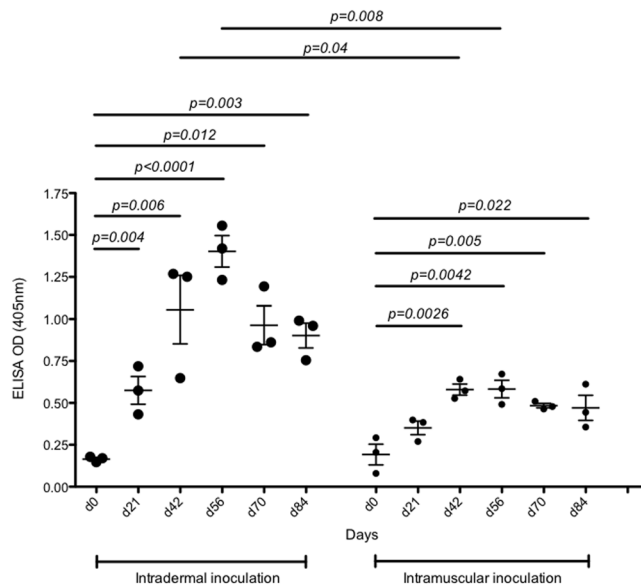 p=0.008
p=0.04
p=0.003
p=0.012
p<0.0001
p=0.006
p=0.004
p=0.022
p=0.005
p=0.0042
p=0.0026
ELISA OD (405nm)
1.75
1.50
1.25
1.00
0.75
0.50
0.25
0.00
d0 d21 d42 d56 d70 d84 d0 d21 d42 d56 d70 d84
Days
Intradermal inoculation Intramuscular inoculation